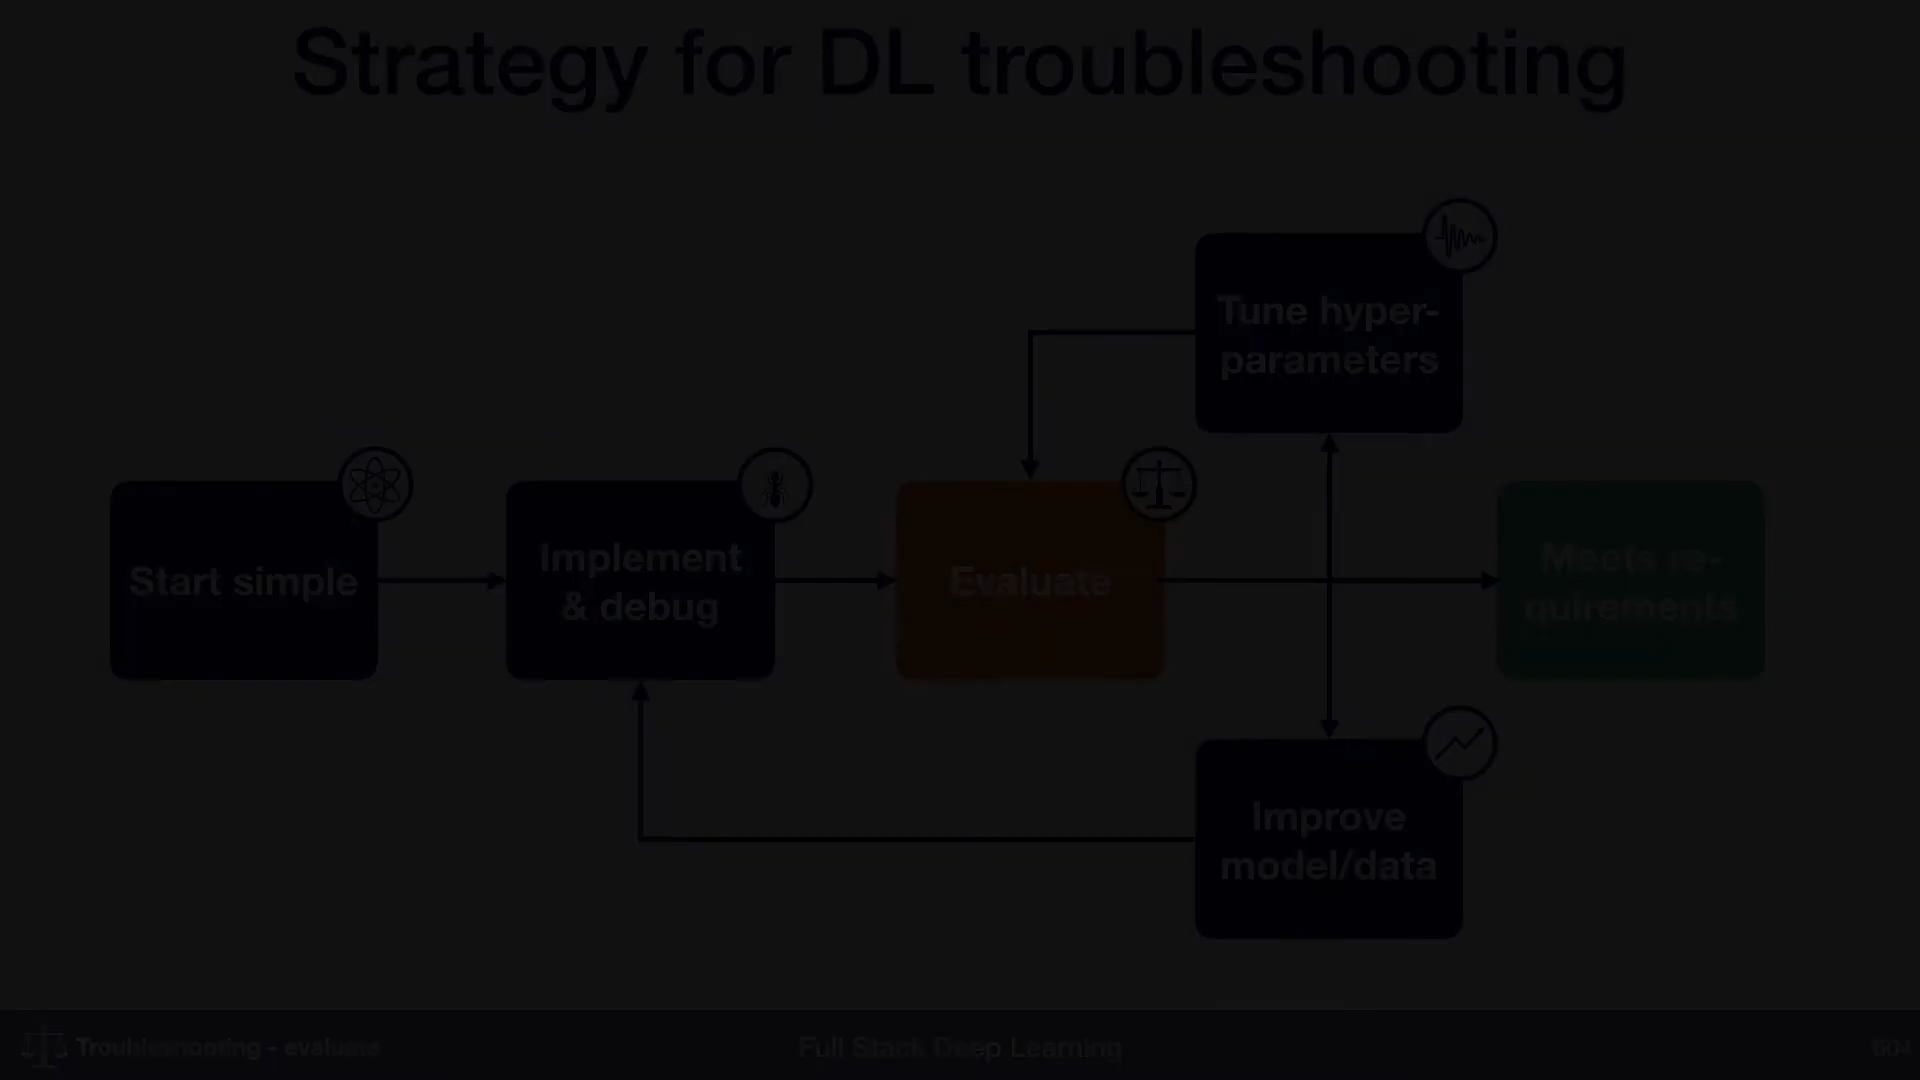 Strategy for DL troubleshooting
Tune hyper-
parameters
Start simple
Implement
& debug
Evaluate
Meets re-
quirements
Improve
model/data
Troubleshooting - evaluate
Full Stack Deep Learning